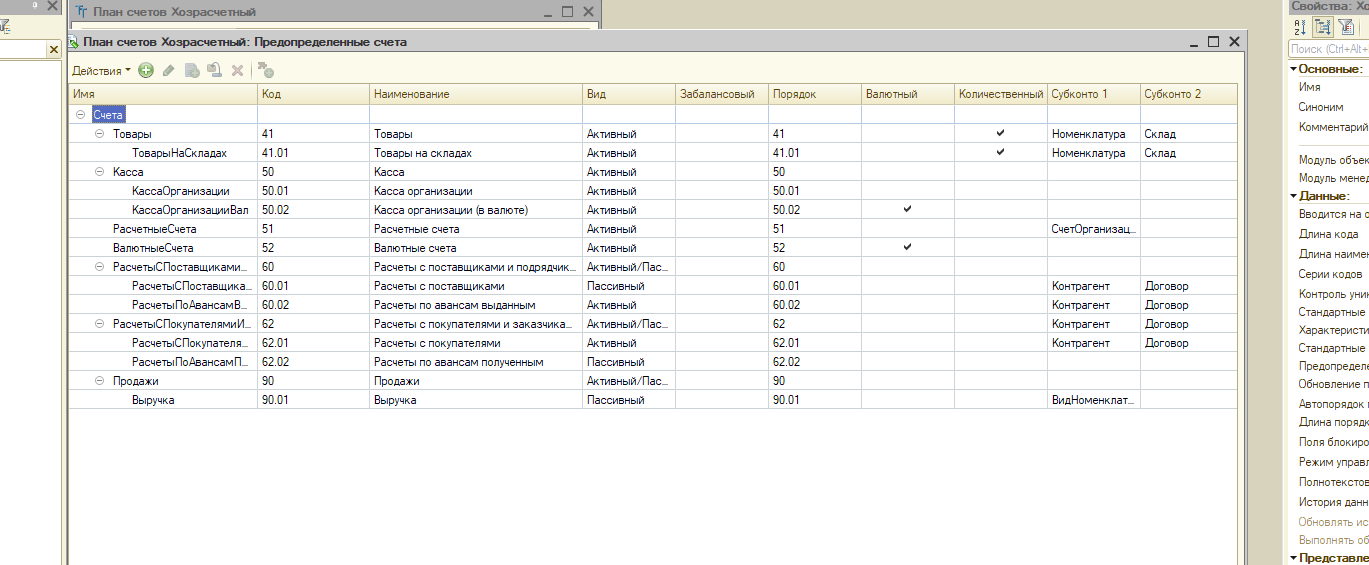 План счетов Хозрасчетный
План счетов Хозрасчетный: Предопределенные счета
Действия
Имя Код Наименование Вид Забалансовый Порядок Валютный Количественный Субконто 1 Субконто 2
Счета
Товары 41 Товары Активный 41 Номенклатура Склад
ТоварыНаСкладах 41.01 Товары на складах Активный 41.01 Номенклатура Склад
Касса 50 Касса Активный 50
КассаОрганизации 50.01 Касса организации Активный 50.01
КассаОрганизацииВал 50.02 Касса организации (в валюте) Активный 50.02
РасчетныеСчета 51 Расчетные счета Активный 51 СчетОрганизац...
ВалютныеСчета 52 Валютные счета Активный 52
РасчетыСПоставщиками... 60 Расчеты с поставщиками и подрядчик... Активный/Пас... 60
РасчетыСПоставщика... 60.01 Расчеты с поставщиками Пассивный 60.01 Контрагент Договор
РасчетыПоАвансамВ... 60.02 Расчеты по авансам выданным Активный 60.02 Контрагент Договор
РасчетыСПокупателямиИ... 62 Расчеты с покупателями и заказчика... Активный/Пас... 62 Контрагент Договор
РасчетыСПокупателя... 62.01 Расчеты с покупателями Активный 62.01 Контрагент Договор
РасчетыПоАвансамП... 62.02 Расчеты по авансам полученным Пассивный 62.02
Продажи 90 Продажи Активный/Пас... 90
Выручка 90.01 Выручка Пассивный 90.01 ВидНоменклат...
Свойства: Хо
Поиск (Ctrl+Alt+
Основные:
Имя
Синоним
Комментарий
Модуль объек
Модуль менед
Данные:
Вводится на о
Длина кода
Длина наимен
Серии кодов
Контроль уни
Стандартные
Характеристи
Стандартные
Предопределе
Обновление п
Автопорядок
Длина порядк
Поля блокиро
Режим управл
Полнотекстов
История данн
Обновлять ис
Выполнять об
Представле